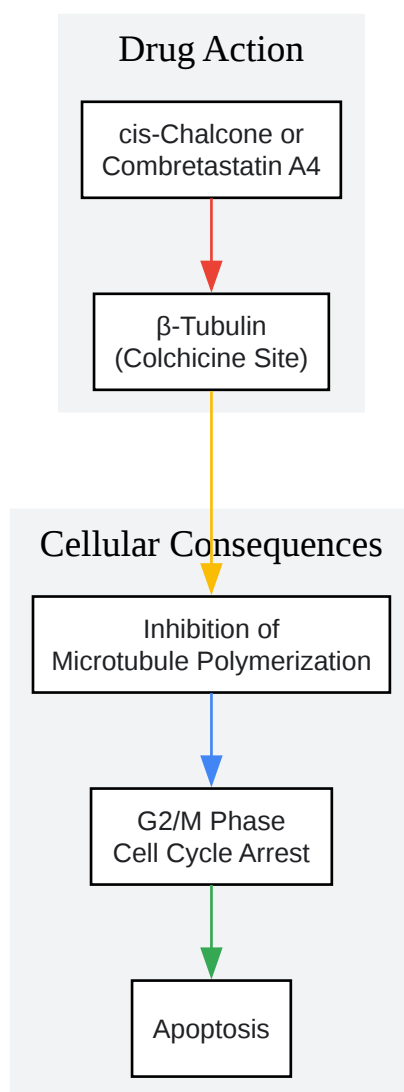 Drug Action
cis-Chalcone or
Combretastatin A4
β-Tubulin
(Colchicine Site)
Cellular Consequences
Inhibition of
Microtubule Polymerization
G2/M Phase
Cell Cycle Arrest
Apoptosis